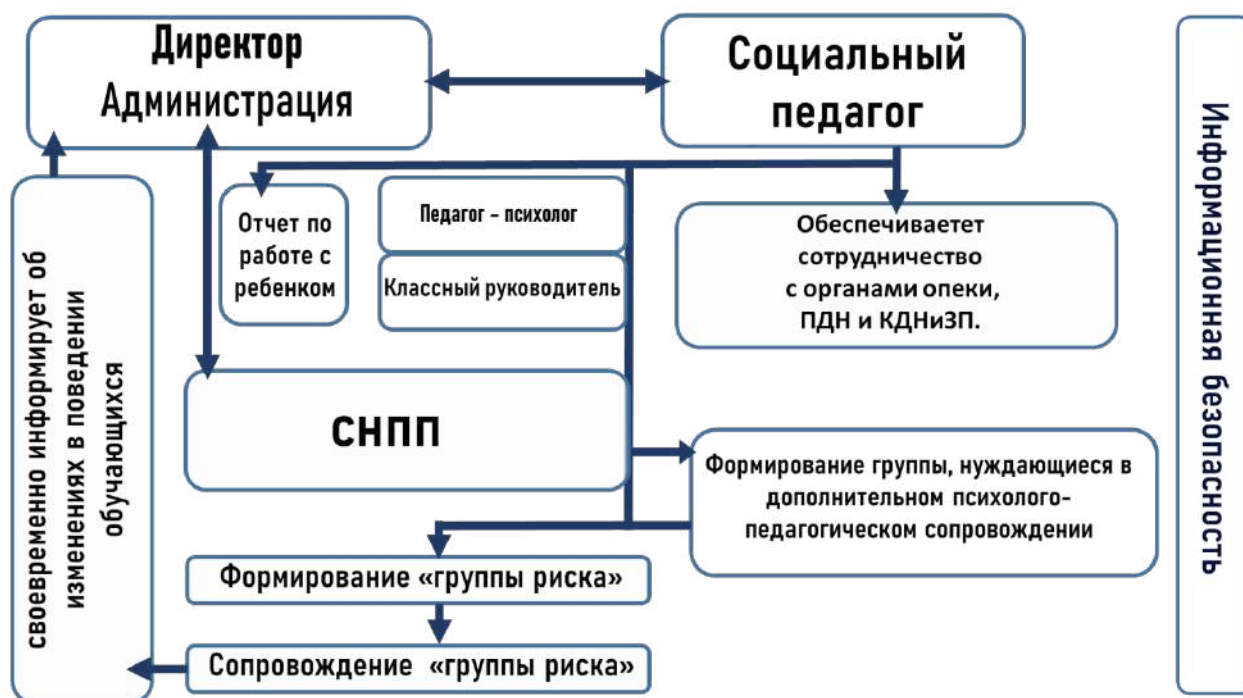 Директор
Администрация
Социальный
педагог
Информационная безопасность
своевременно информирует об
изменениях в поведении
обучающихся
Отчет по
работе с
ребенком
Педагог – психолог
Классный руководитель
Обеспечиваетет
сотрудничество
с органами опеки,
ПДН и КДНиЗП.
СНПП
Формирование группы, нуждающиеся в
дополнительном психолого-
педагогическом сопровождении
Формирование «группы риска»
Сопровождение «группы риска»